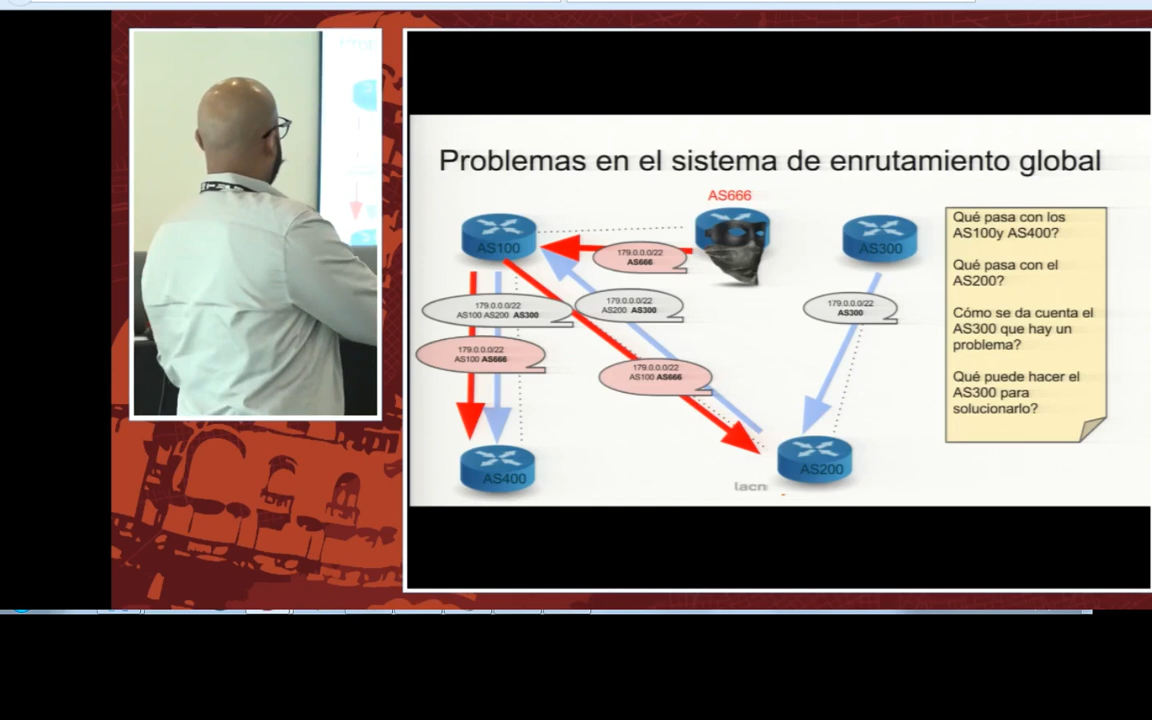 Problemas en el sistema de enrutamiento global
AS666
AS100
AS300
179.0.0.0/22
AS666
179.0.0.0/22
AS100 AS200 AS300
179.0.0.0/22
AS200 AS300
179.0.0.0/22
AS300
179.0.0.0/22
AS100 AS666
179.0.0.0/22
AS100 AS666
AS400
AS200
lacn
Qué pasa con los
AS100y AS400?
Qué pasa con el
AS200?
Cómo se da cuenta el
AS300 que hay un
problema?
Qué puede hacer el
AS300 para
solucionarlo?